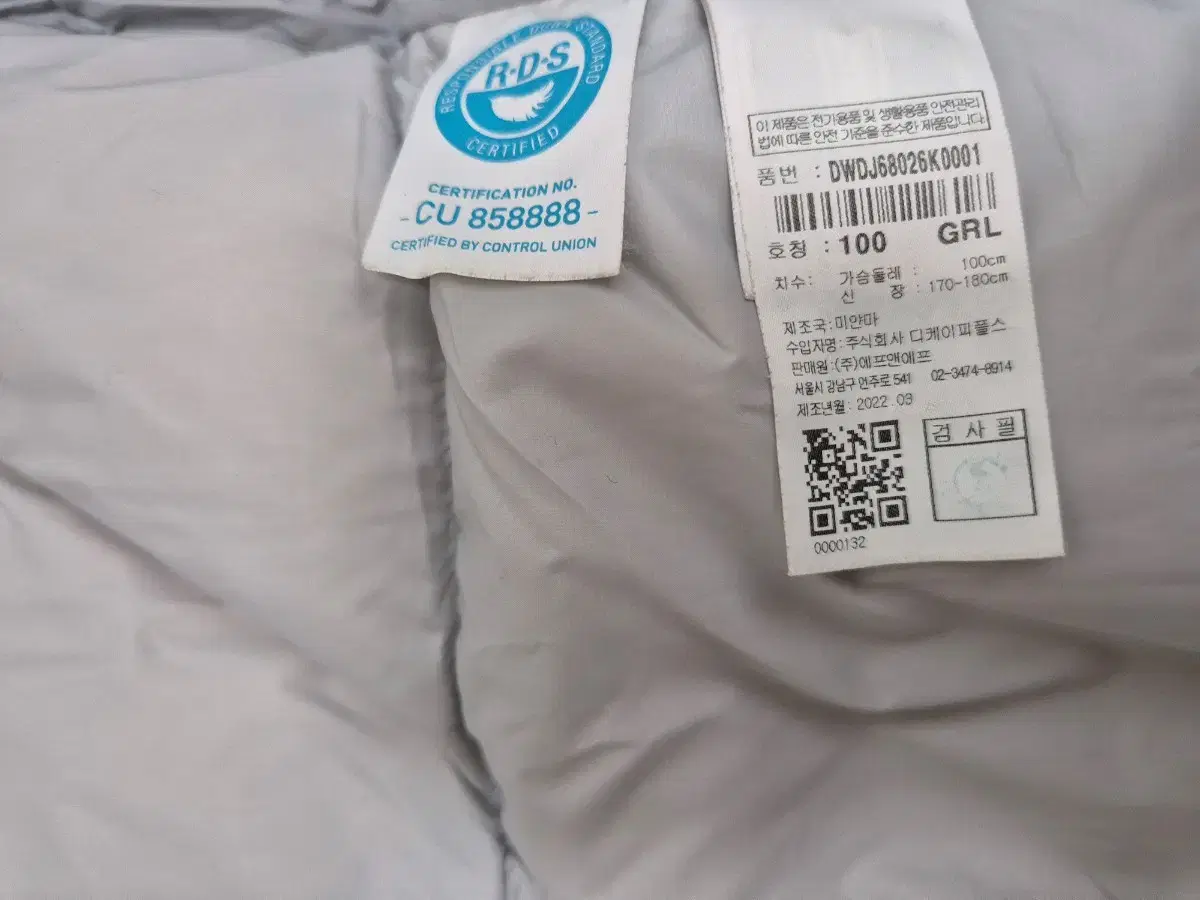 RESPONSIBLE DOWN STANDARD
R·D·S
CERTIFIED
CERTIFICATION NO.
-CU 858888-
CERTIFIED BY CONTROL UNION
이 제품은 전기용품 및 생활용품 안전관리
법에 따른 안전 기준을 준수한 제품입니다.
품번 : DWDJ68026K0001
호칭 : 100 GRL
치수: 가슴둘레 : 100cm
신 장 : 170-180cm
제조국:미얀마
수입자명:주식회사 디케이피플스
판매원:(주)에프앤에프
서울시 강남구 언주로 541 02-3474-8914
제조년월: 2022.09
검사필
0000132